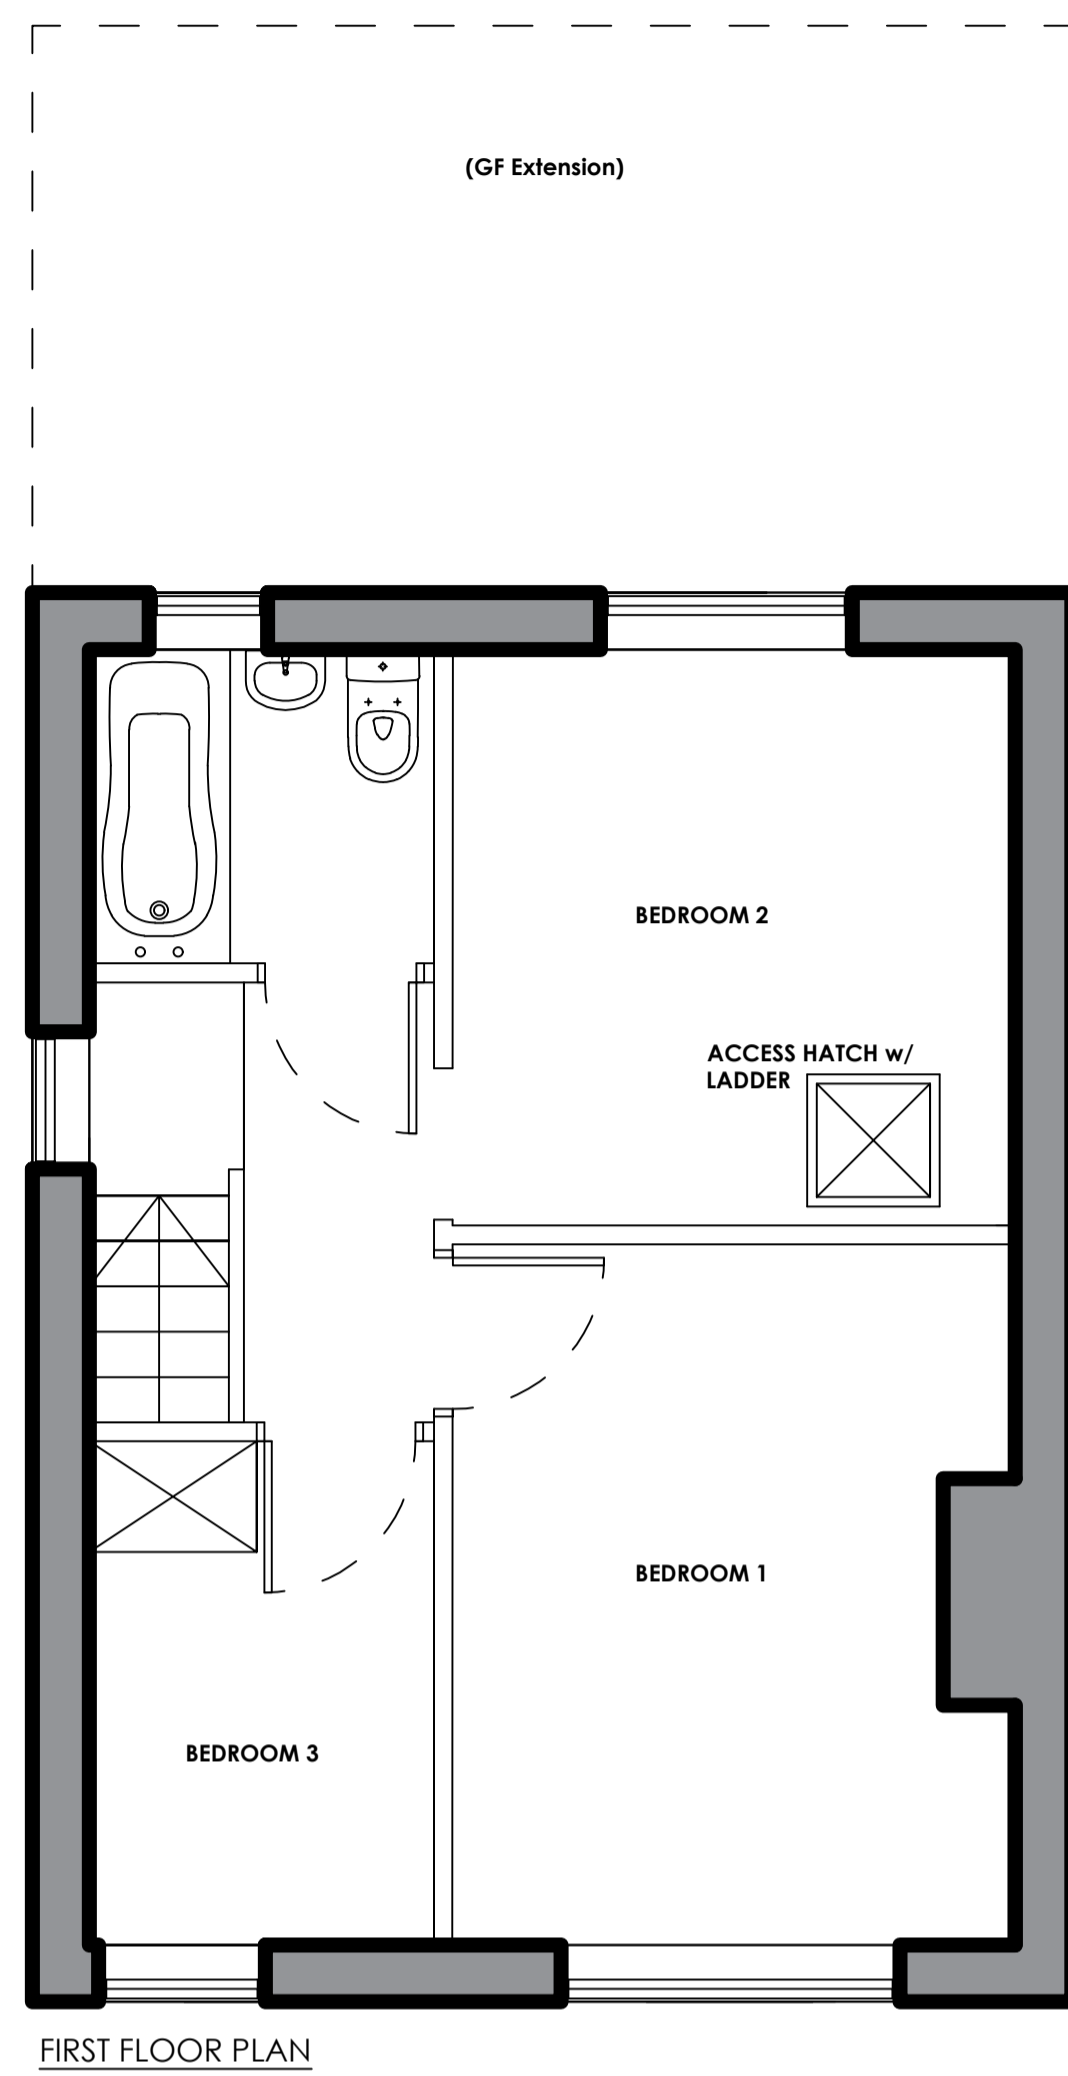 (GF Extension)
BEDROOM 2
ACCESS HATCH w/
LADDER
BEDROOM 1
BEDROOM 3
FIRST FLOOR PLAN